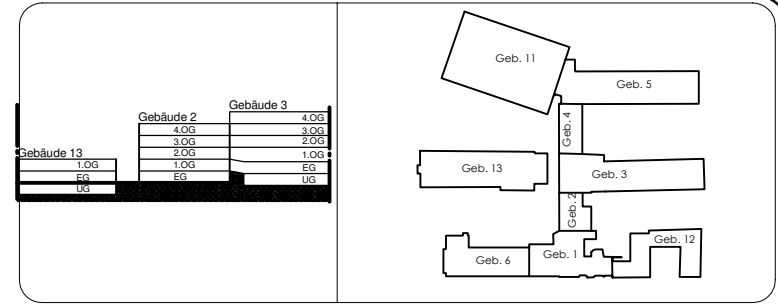 Gebäude 13
1.OG
EG
UG
Gebäude 2
4.OG
3.OG
2.OG
1.OG
EG
Gebäude 3
4.OG
3.OG
2.OG
1.OG
EG
UG
Geb. 11
Geb. 5
Geb. 4
Geb. 13
Geb. 3
Geb. 2
Geb. 12
Geb. 6
Geb. 1